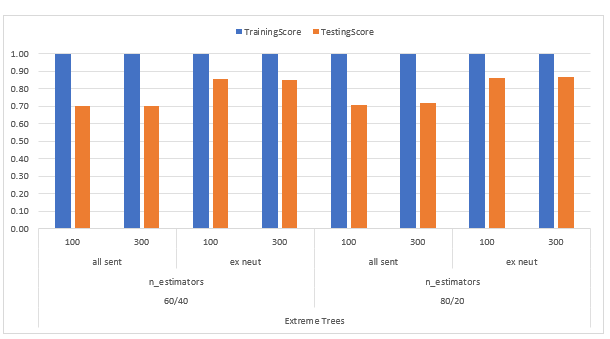 TrainingScore TestingScore
1.00
0.90
0.80
0.70
0.60
0.50
0.40
0.30
0.20
0.10
0.00
100 300 100 300 100 300 100 300
all sent ex neut all sent ex neut
n_estimators n_estimators
60/40 80/20
Extreme Trees